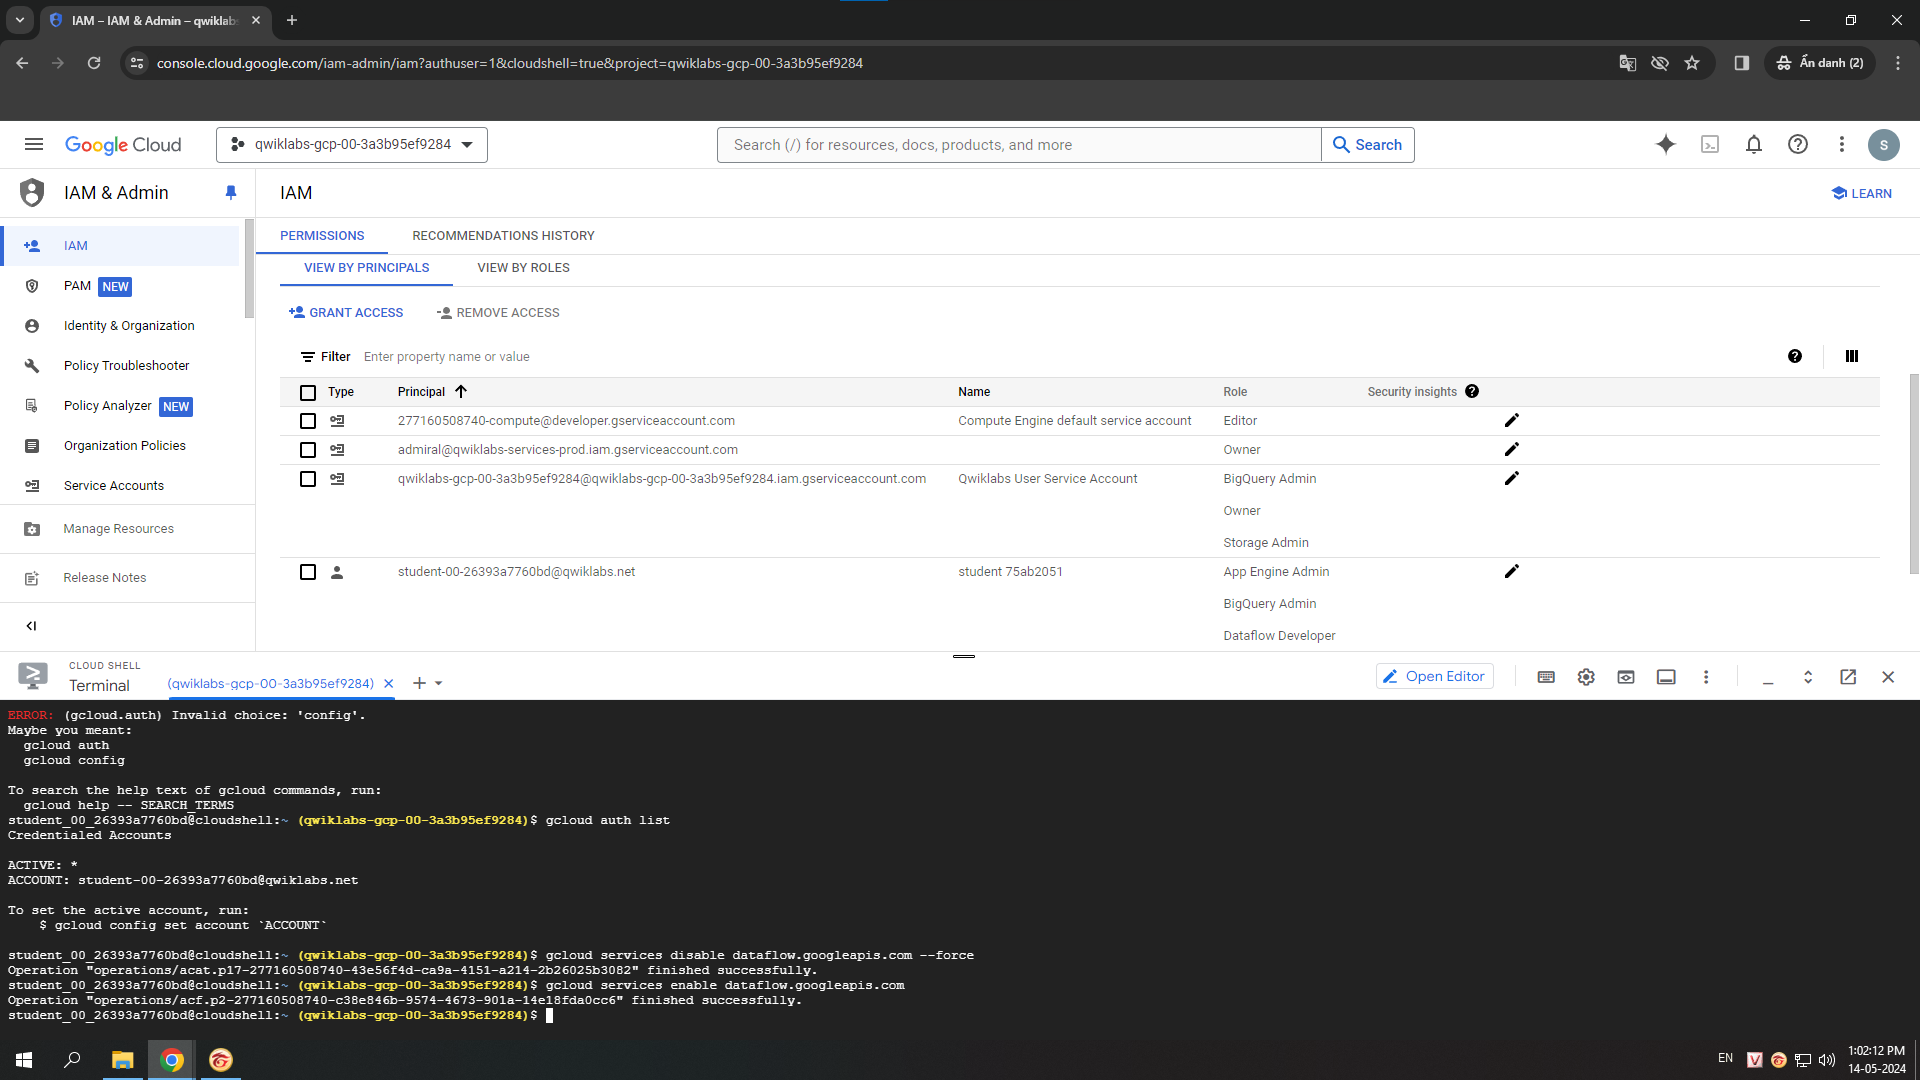 IAM – IAM & Admin – qwiklabs
console.cloud.google.com/iam-admin/iam?authuser=1&cloudshell=true&project=qwiklabs-gcp-00-3a3b95ef9284
Ẩn danh (2)
Google Cloud
qwiklabs-gcp-00-3a3b95ef9284
Search (/) for resources, docs, products, and more
Search
S
IAM & Admin
IAM
LEARN
PERMISSIONS
RECOMMENDATIONS HISTORY
IAM
PAM NEW
Identity & Organization
Policy Troubleshooter
Policy Analyzer NEW
Organization Policies
Service Accounts
Manage Resources
Release Notes
VIEW BY PRINCIPALS
VIEW BY ROLES
GRANT ACCESS
REMOVE ACCESS
Filter Enter property name or value
Type Principal Name Role Security insights
277160508740-compute@developer.gserviceaccount.com Compute Engine default service account Editor
admiral@qwiklabs-services-prod.iam.gserviceaccount.com Owner
qwiklabs-gcp-00-3a3b95ef9284@qwiklabs-gcp-00-3a3b95ef9284.iam.gserviceaccount.com Qwiklabs User Service Account BigQuery Admin
Owner
Storage Admin
student-00-26393a7760bd@qwiklabs.net student 75ab2051 App Engine Admin
BigQuery Admin
Dataflow Developer
CLOUD SHELL
Terminal
(qwiklabs-gcp-00-3a3b95ef9284)
Open Editor
ERROR: (gcloud.auth) Invalid choice: 'config'.
Maybe you meant:
gcloud auth
gcloud config
To search the help text of gcloud commands, run:
gcloud help -- SEARCH_TERMS
student_00_26393a7760bd@cloudshell:~ (qwiklabs-gcp-00-3a3b95ef9284)$ gcloud auth list
Credentialed Accounts
ACTIVE: *
ACCOUNT: student-00-26393a7760bd@qwiklabs.net
To set the active account, run:
$ gcloud config set account `ACCOUNT`
student_00_26393a7760bd@cloudshell:~ (qwiklabs-gcp-00-3a3b95ef9284)$ gcloud services disable dataflow.googleapis.com --force
Operation "operations/acat.p17-277160508740-43e56f4d-ca9a-4151-a214-2b26025b3082" finished successfully.
student_00_26393a7760bd@cloudshell:~ (qwiklabs-gcp-00-3a3b95ef9284)$ gcloud services enable dataflow.googleapis.com
Operation "operations/acf.p2-277160508740-c38e846b-9574-4673-901a-14e18fda0cc6" finished successfully.
student_00_26393a7760bd@cloudshell:~ (qwiklabs-gcp-00-3a3b95ef9284)$
EN
1:02:12 PM
14-05-2024